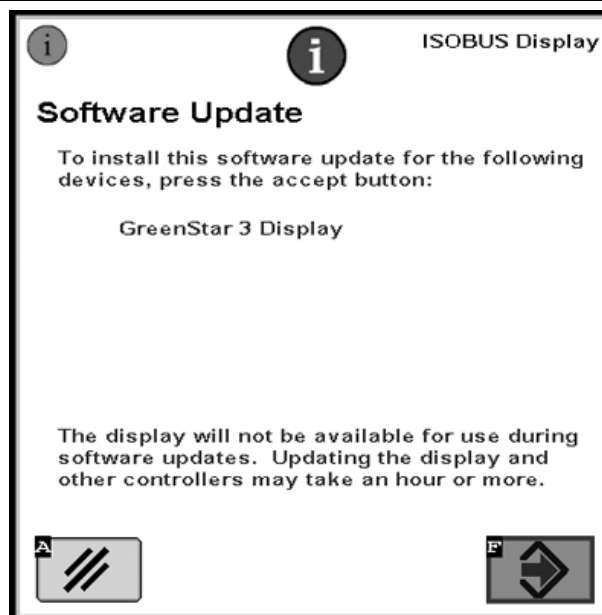 i
i
ISOBUS Display
Software Update
To install this software update for the following
devices, press the accept button:
GreenStar 3 Display
The display will not be available for use during
software updates.  Updating the display and
other controllers may take an hour or more.
A
F